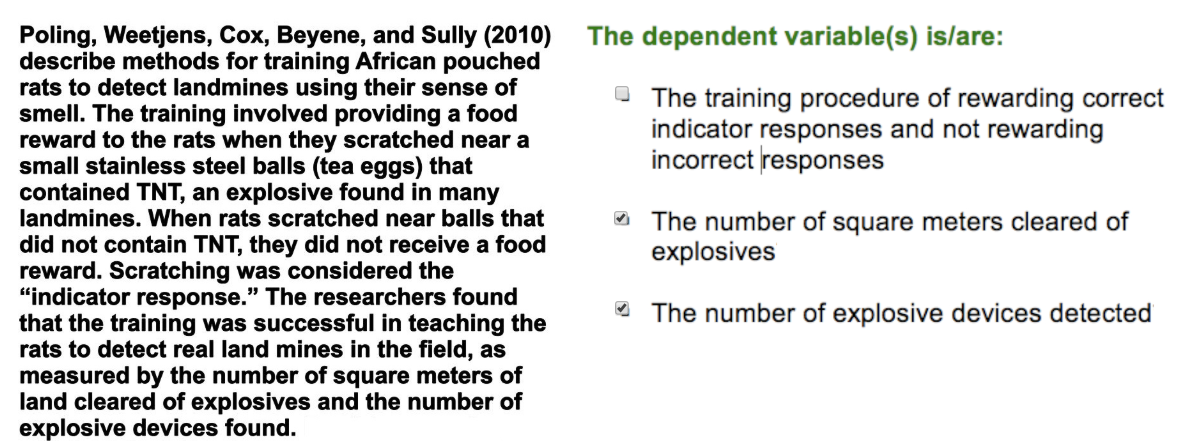 Poling, Weetjens, Cox, Beyene, and Sully (2010)
describe methods for training African pouched
rats to detect landmines using their sense of
smell. The training involved providing a food
reward to the rats when they scratched near a
small stainless steel balls (tea eggs) that
contained TNT, an explosive found in many
landmines. When rats scratched near balls that
did not contain TNT, they did not receive a food
reward. Scratching was considered the
“indicator response.” The researchers found
that the training was successful in teaching the
rats to detect real land mines in the field, as
measured by the number of square meters of
land cleared of explosives and the number of
explosive devices found.
The dependent variable(s) is/are:
The training procedure of rewarding correct
indicator responses and not rewarding
incorrect responses
The number of square meters cleared of
explosives
The number of explosive devices detected